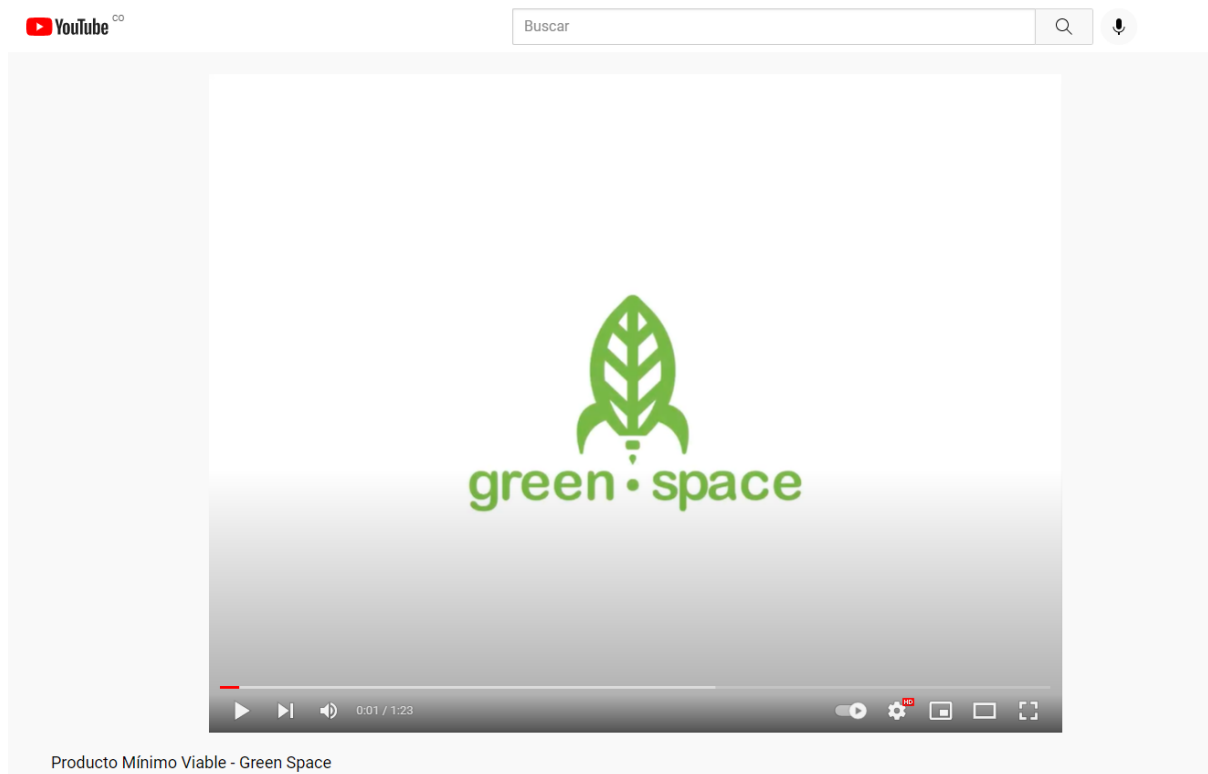 YouTube CO
Buscar
green • space
0:01 / 1:23
HD
Producto Mínimo Viable - Green Space